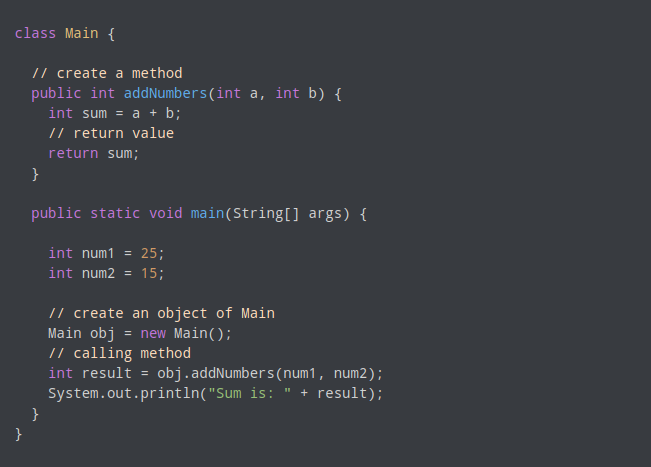 class Main {
// create a method
public int addNumbers(int a, int b) {
int sum = a + b;
// return value
return sum;
}
public static void main(String[] args) {
int num1 = 25;
int num2 = 15;
// create an object of Main
Main obj = new Main();
// calling method
int result = obj.addNumbers(num1, num2);
System.out.println("Sum is: " + result);
}
}